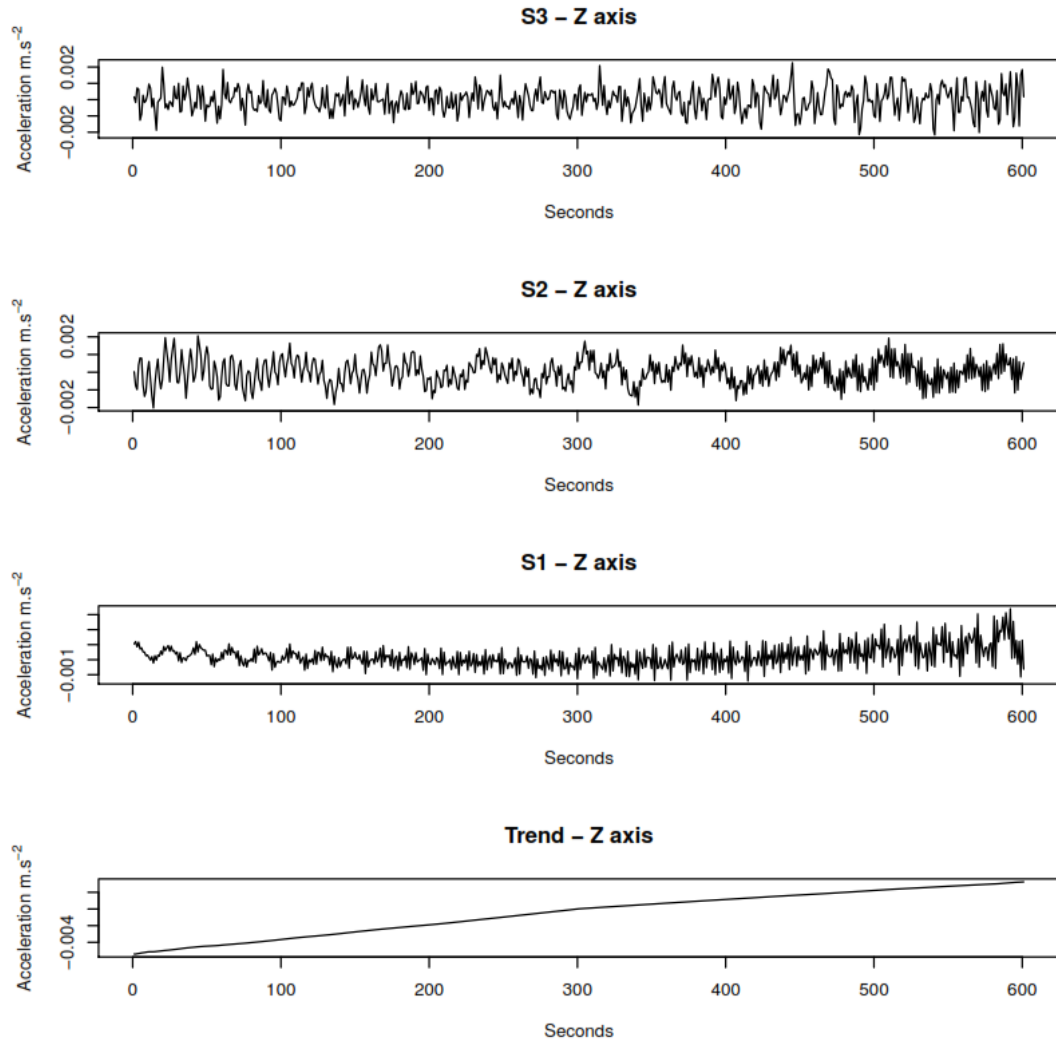 S3 − Z axis
Acceleration m.s⁻²
0.002
−0.002
0 100 200 300 400 500 600
Seconds
S2 − Z axis
Acceleration m.s⁻²
0.002
−0.002
0 100 200 300 400 500 600
Seconds
S1 − Z axis
Acceleration m.s⁻²
−0.001
0 100 200 300 400 500 600
Seconds
Trend − Z axis
Acceleration m.s⁻²
−0.004
0 100 200 300 400 500 600
Seconds